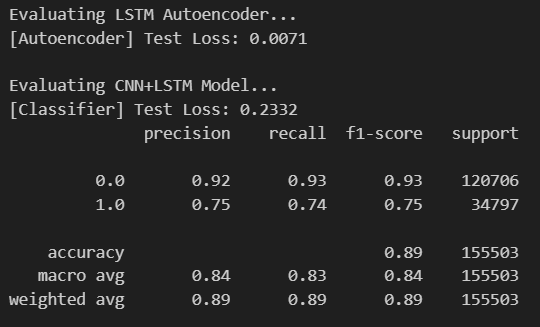 Evaluating LSTM Autoencoder...
[Autoencoder] Test Loss: 0.0071
Evaluating CNN+LSTM Model...
[Classifier] Test Loss: 0.2332
precision recall f1-score support
0.0 0.92 0.93 0.93 120706
1.0 0.75 0.74 0.75 34797
accuracy 0.89 155503
macro avg 0.84 0.83 0.84 155503
weighted avg 0.89 0.89 0.89 155503